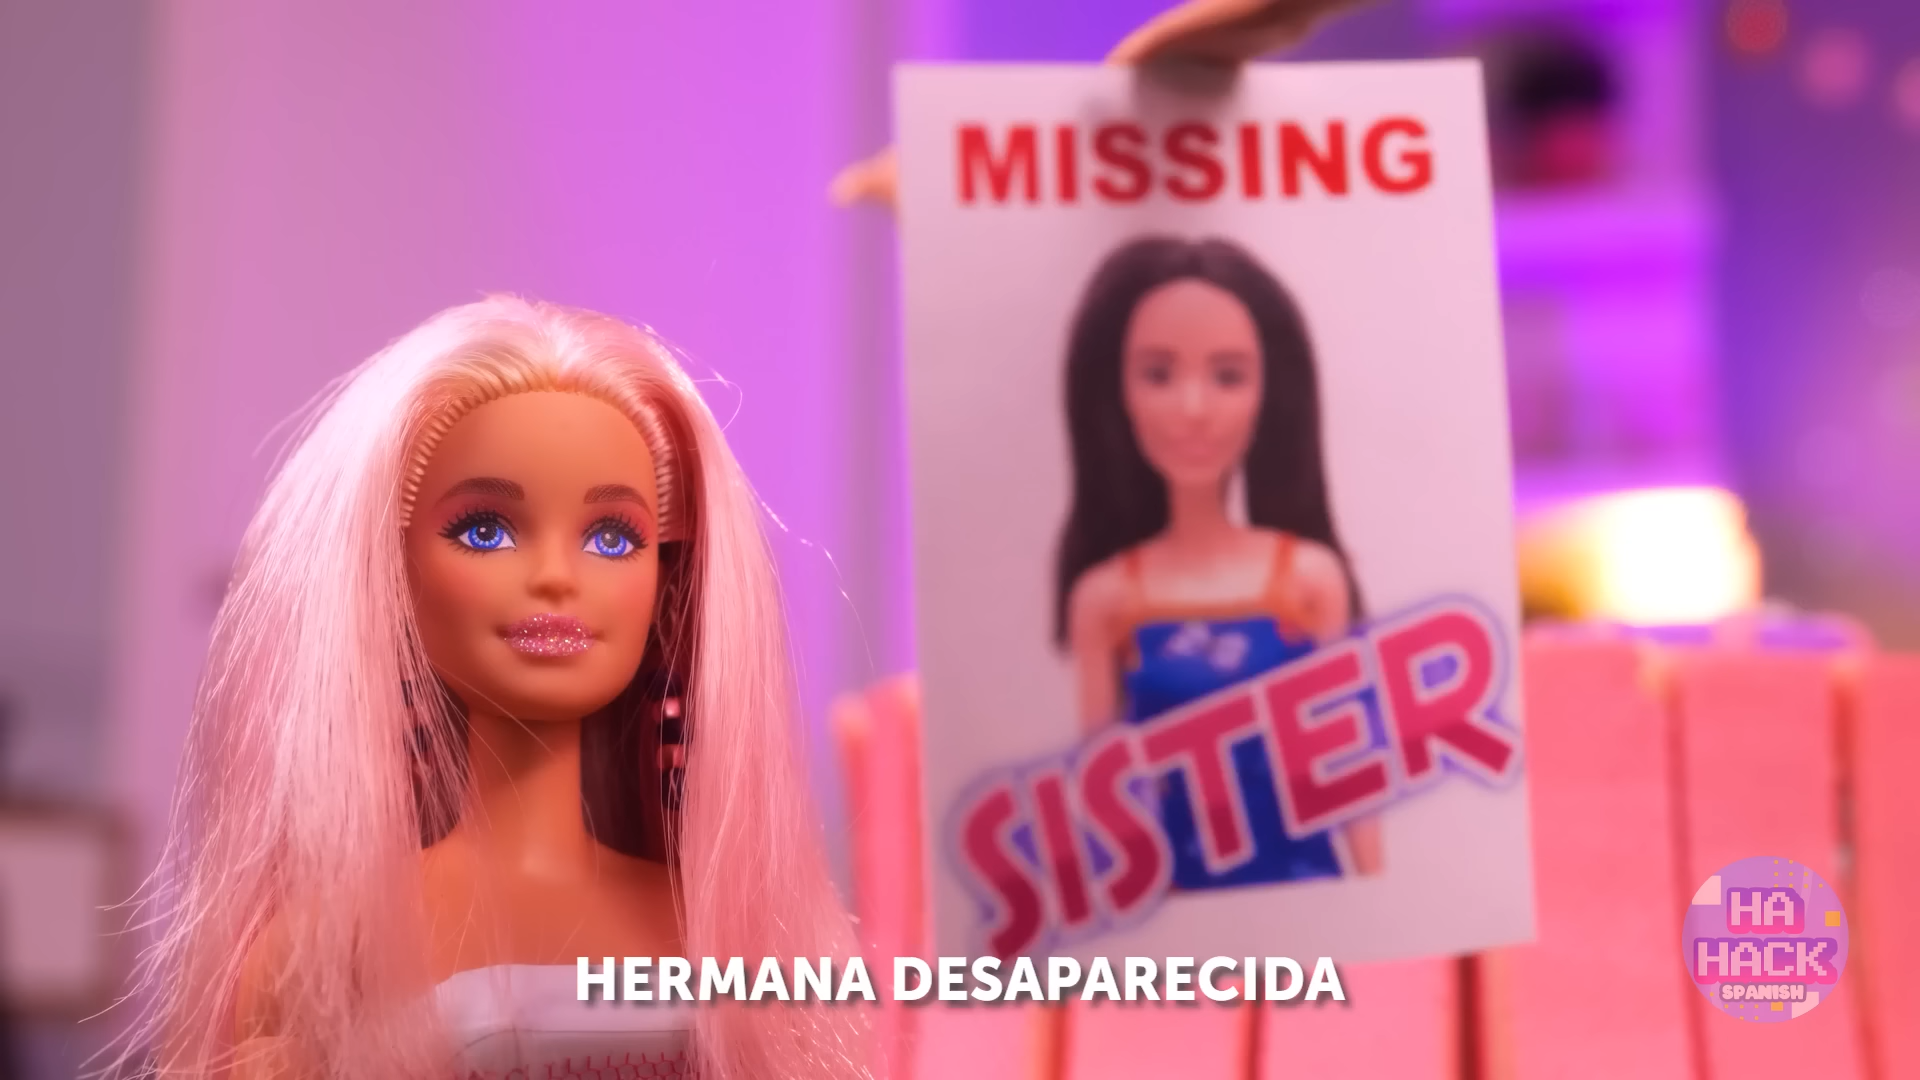 MISSING
SISTER
HERMANA DESAPARECIDA
HA
HACK
SPANISH